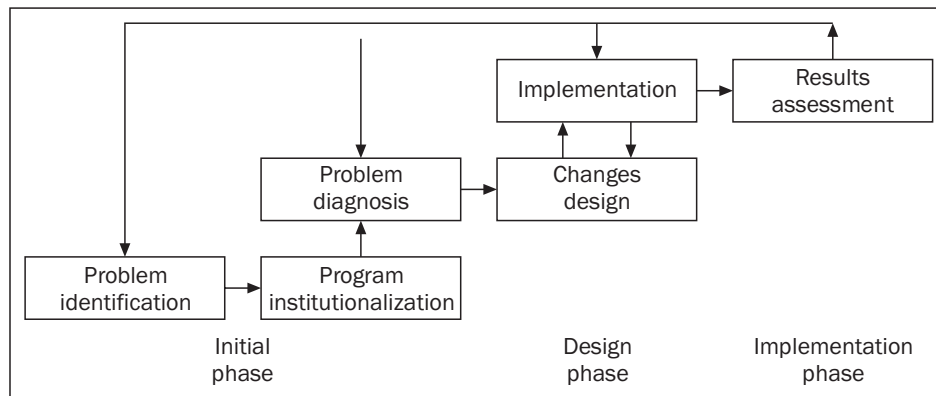 Implementation
Results
assessment
Problem
diagnosis
Changes
design
Problem
identification
Program
institutionalization
Initial
phase
Design
phase
Implementation
phase